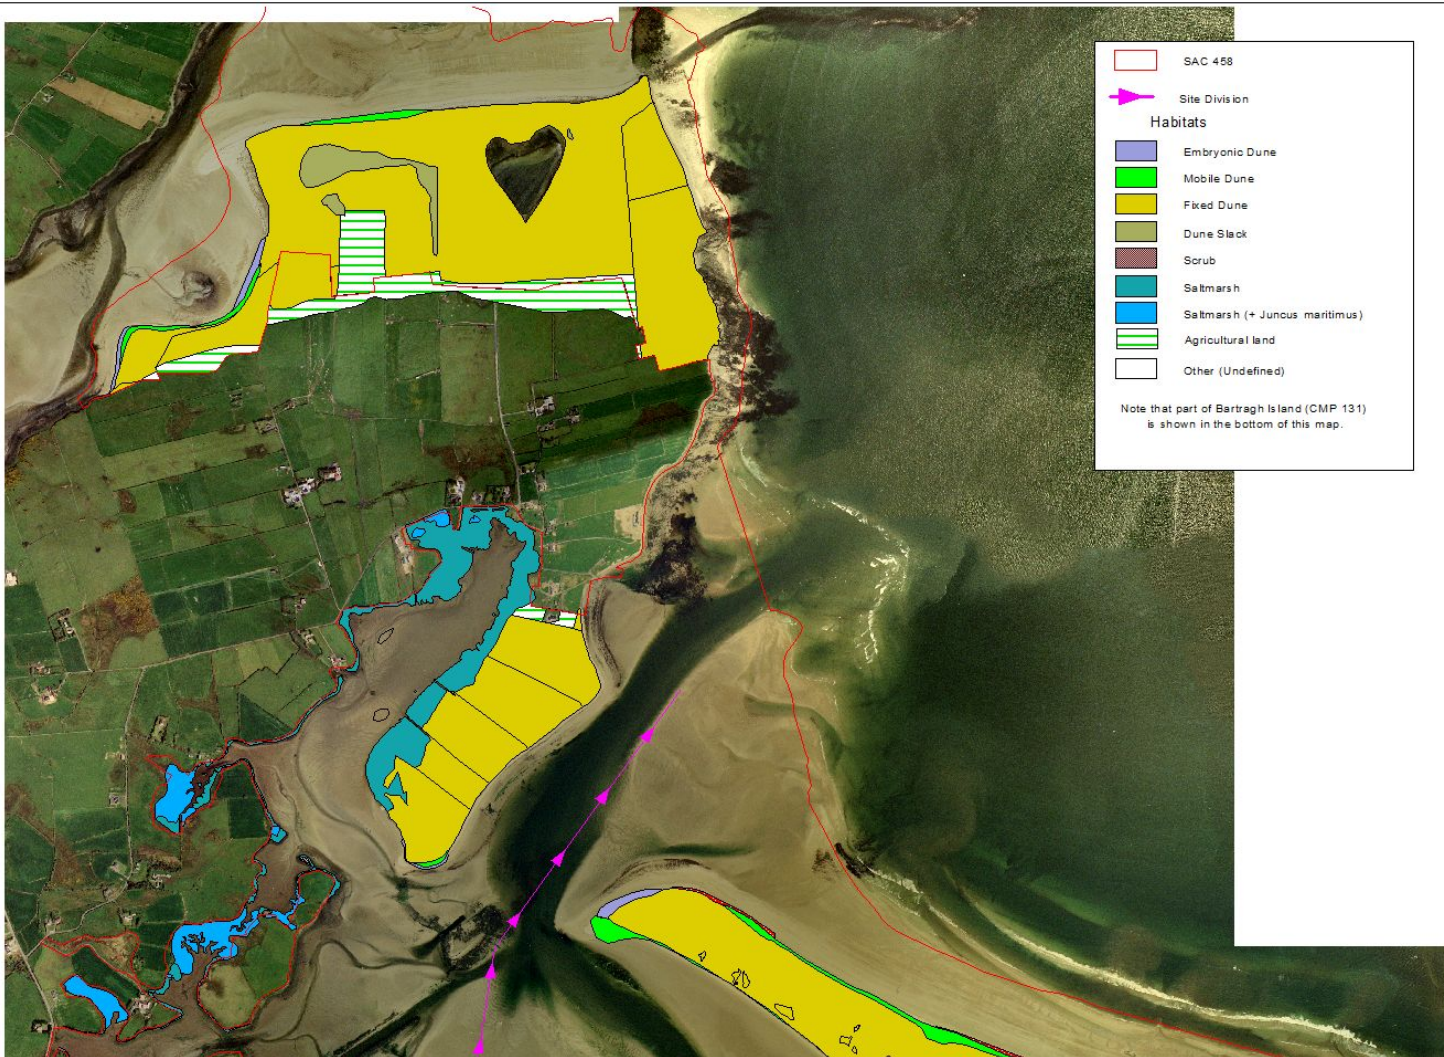 SAC 458
Site Division
Habitats
Embryonic Dune
Mobile Dune
Fixed Dune
Dune Slack
Scrub
Saltmarsh
Saltmarsh (+ Juncus maritimus)
Agricultural land
Other (Undefined)
Note that part of Bartragh Island (CMP 131)
is shown in the bottom of this map.